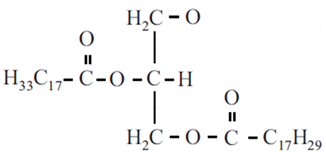 H₂C – O
O
H₃₃C₁₇ – C – O – C – H
O
H₂C – O – C – C₁₇H₂₉